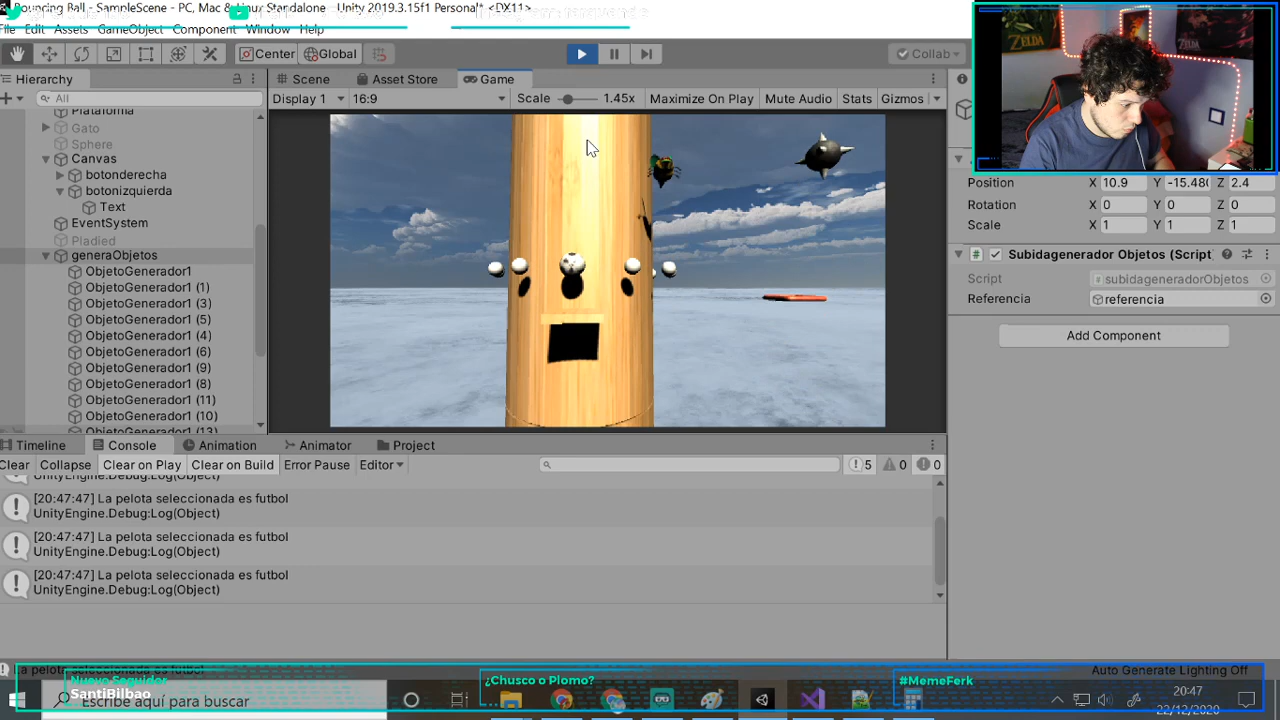 Bouncing Ball - SampleScene - PC, Mac & Linux Standalone - Unity 2019.3.15f1 Personal* <DX11>
File Edit Assets GameObject Component Window Help
Center Global Collab
Hierarchy Scene Asset Store Game
All Display 1 16:9 Scale 1.45x Maximize On Play Mute Audio Stats Gizmos
Plataforma
Gato
Sphere
Canvas
botonderecha
botonizquierda
Text
EventSystem
Pladied
generaObjetos
ObjetoGenerador1
ObjetoGenerador1 (1)
ObjetoGenerador1 (3)
ObjetoGenerador1 (5)
ObjetoGenerador1 (4)
ObjetoGenerador1 (6)
ObjetoGenerador1 (9)
ObjetoGenerador1 (8)
ObjetoGenerador1 (11)
ObjetoGenerador1 (10)
ObjetoGenerador1 (13)
ZELDA
Position X 10.9 Y -15.480 Z 2.4
Rotation X 0 Y 0 Z 0
Scale X 1 Y 1 Z 1
# Subidagenerador Objetos (Script)
Script subidageneradorObjetos
Referencia referencia
Add Component
Timeline Console Animation Animator Project
Clear Collapse Clear on Play Clear on Build Error Pause Editor 5 0 0
UnityEngine.Debug:Log(Object)
[20:47:47] La pelota seleccionada es futbol
UnityEngine.Debug:Log(Object)
[20:47:47] La pelota seleccionada es futbol
UnityEngine.Debug:Log(Object)
[20:47:47] La pelota seleccionada es futbol
UnityEngine.Debug:Log(Object)
La pelota seleccionada es futbol
Auto Generate Lighting Off
Nuevo Seguidor
SantiBilbao
¿Chusco o Plomo?
#MemeFerk
Escribe aquí para buscar
20:47
22/12/2020